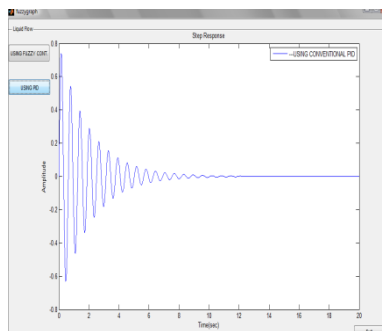 fuzzygraph
Liquid Flow
Step Response
USING FUZZY CONT
USING PID
---USING CONVENTIONAL PID
0.8
0.6
0.4
0.2
0
-0.2
-0.4
-0.6
-0.8
Amplitude
0 2 4 6 8 10 12 14 16 18 20
Time(sec)